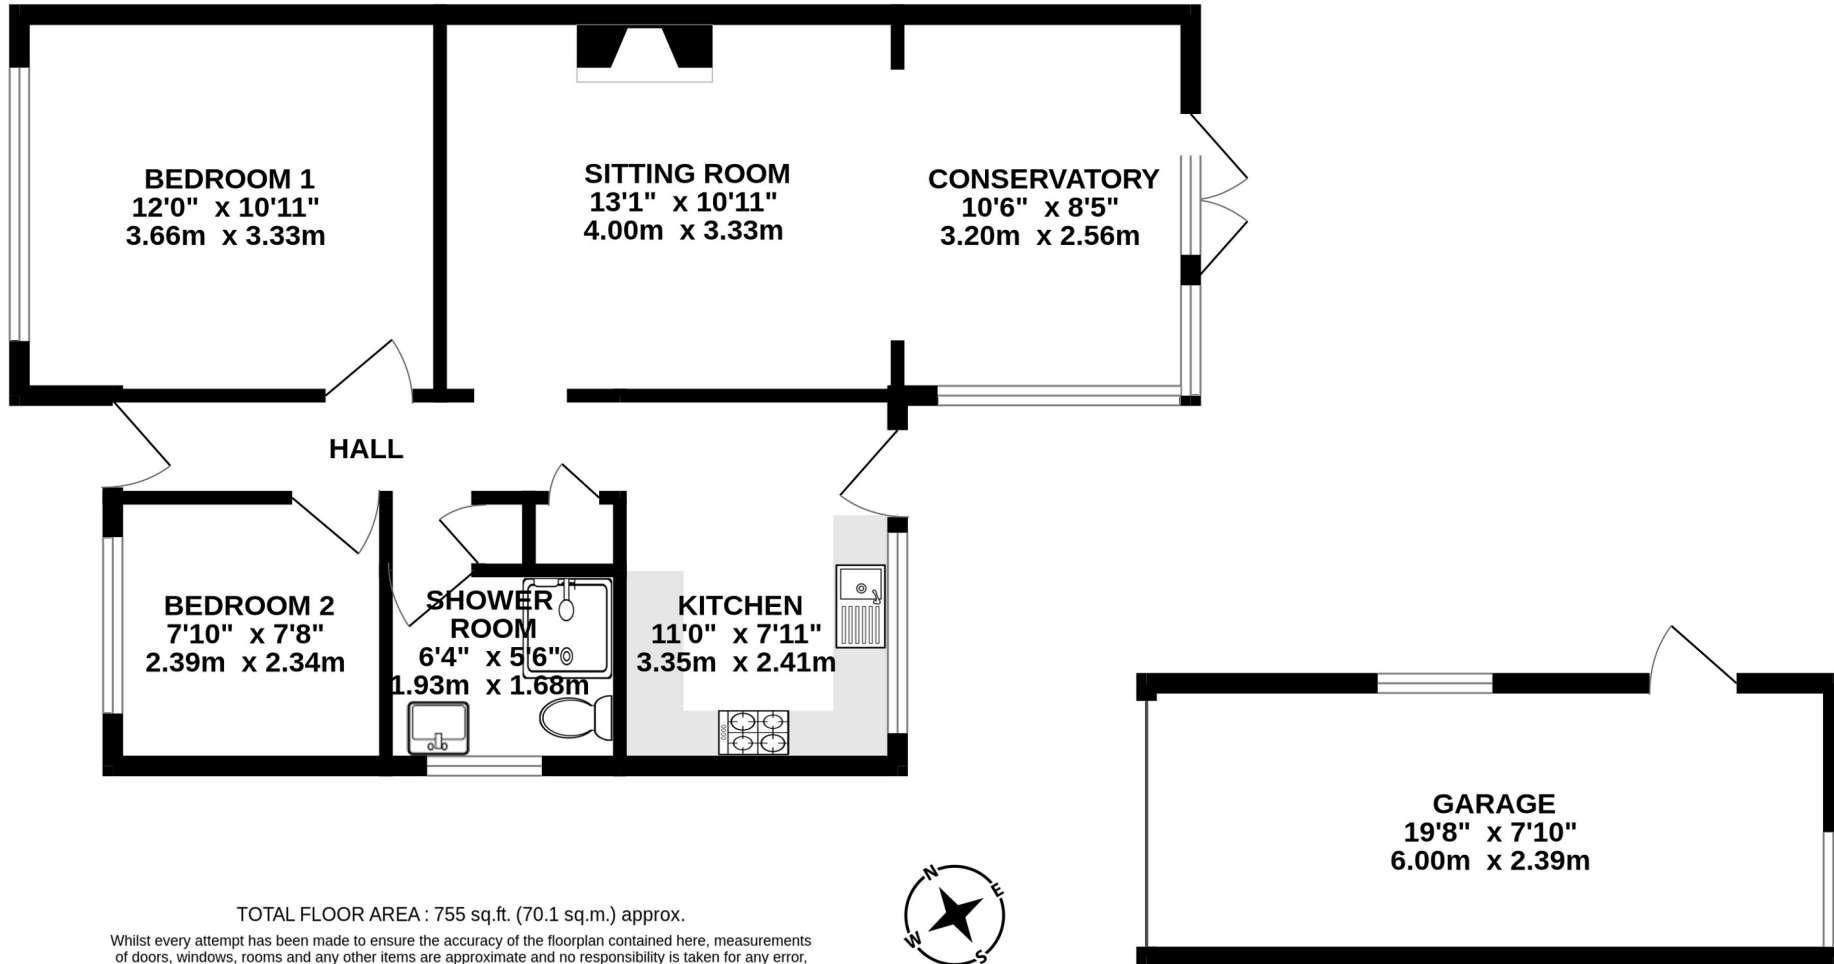 BEDROOM 1
12'0"  x 10'11"
3.66m  x 3.33m
SITTING ROOM
13'1"  x 10'11"
4.00m  x 3.33m
CONSERVATORY
10'6"  x 8'5"
3.20m  x 2.56m
HALL
BEDROOM 2
7'10"  x 7'8"
2.39m  x 2.34m
SHOWER
ROOM
6'4"  x 5'6"
1.93m  x 1.68m
KITCHEN
11'0"  x 7'11"
3.35m  x 2.41m
GARAGE
19'8"  x 7'10"
6.00m  x 2.39m
N
E
W
S
TOTAL FLOOR AREA : 755 sq.ft. (70.1 sq.m.) approx.
Whilst every attempt has been made to ensure the accuracy of the floorplan contained here, measurements
of doors, windows, rooms and any other items are approximate and no responsibility is taken for any error,